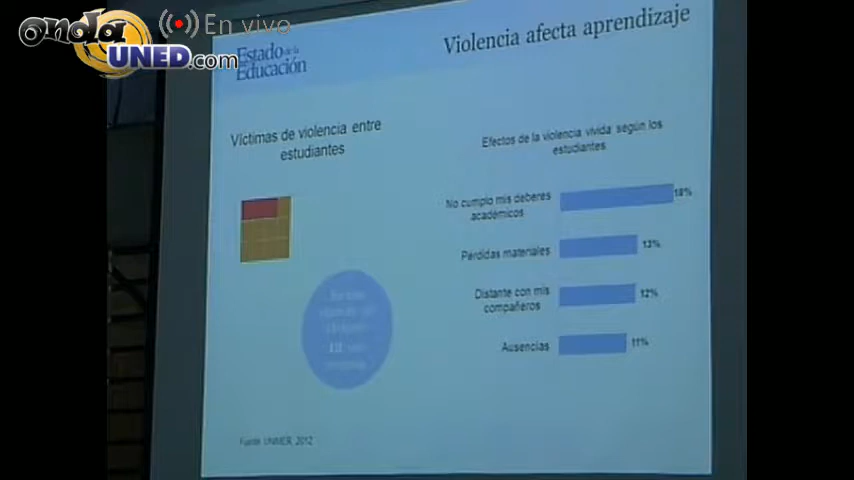 onda
UNED.com
En vivo
Estado de la
Educación
Violencia afecta aprendizaje
Víctimas de violencia entre
estudiantes
Efectos de la violencia vivida según los
estudiantes
No cumplo mis deberes
académicos
18%
Perdidas materiales
13%
Distante con mis
compañeros
12%
Ausencias
11%
Fuente: UNIMER, 2012